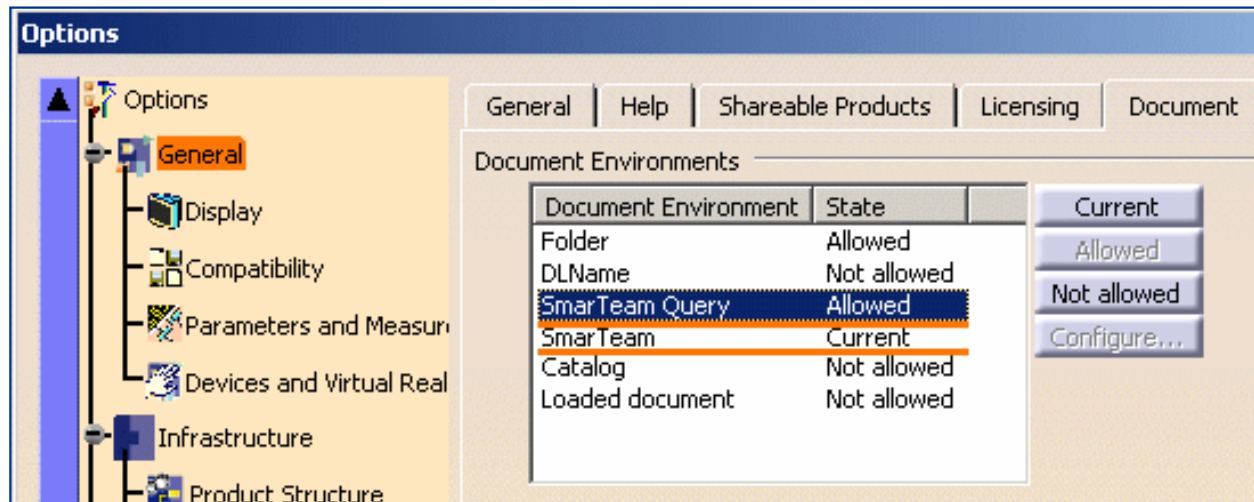 Options
Options
General
Display
Compatibility
Parameters and Measur
Devices and Virtual Real
Infrastructure
Product Structure
General Help Shareable Products Licensing Document
Document Environments
Document Environment State
Folder Allowed
DLName Not allowed
SmarTeam Query Allowed
SmarTeam Current
Catalog Not allowed
Loaded document Not allowed
Current
Allowed
Not allowed
Configure...